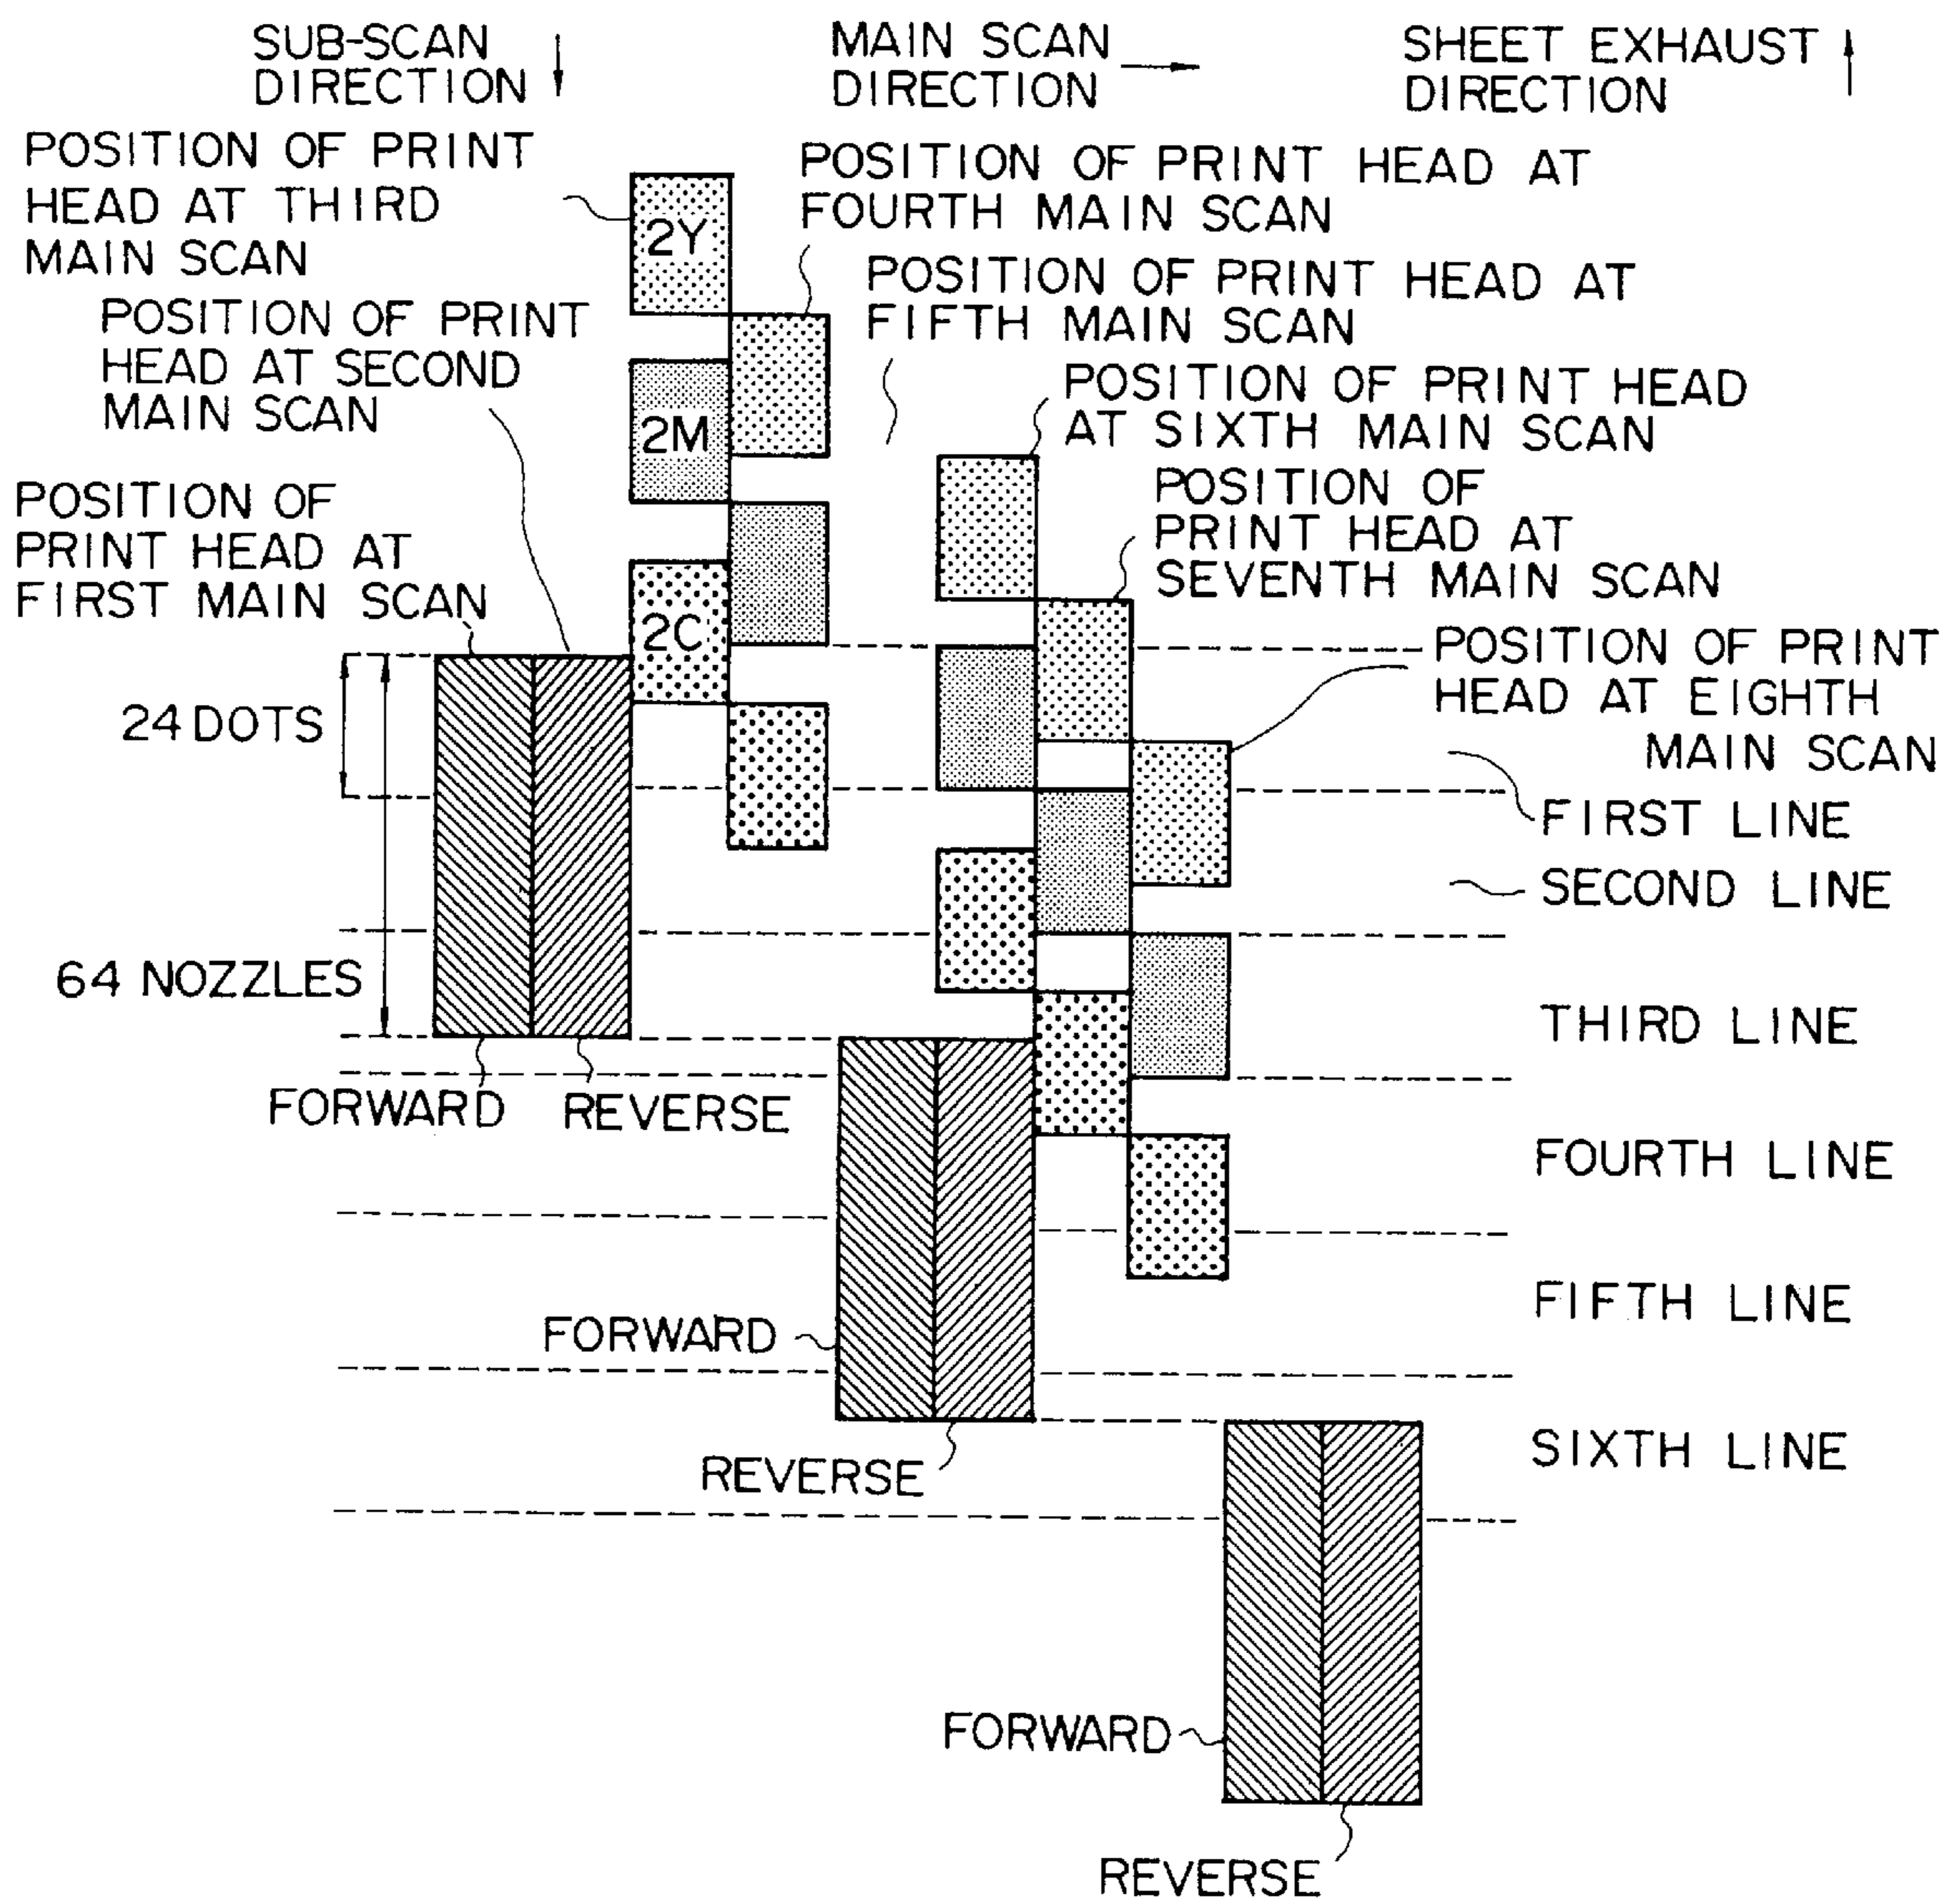 SUB-SCAN
DIRECTION
MAIN SCAN
DIRECTION
SHEET EXHAUST
DIRECTION
POSITION OF PRINT
HEAD AT THIRD
MAIN SCAN
2Y
POSITION OF PRINT HEAD AT
FOURTH MAIN SCAN
POSITION OF PRINT HEAD AT
FIFTH MAIN SCAN
POSITION OF PRINT
HEAD AT SECOND
MAIN SCAN
2M
POSITION OF PRINT HEAD
AT SIXTH MAIN SCAN
POSITION OF
PRINT HEAD AT
FIRST MAIN SCAN
POSITION OF
PRINT HEAD AT
SEVENTH MAIN SCAN
2C
POSITION OF PRINT
HEAD AT EIGHTH
MAIN SCAN
24 DOTS
FIRST LINE
SECOND LINE
64 NOZZLES
THIRD LINE
FORWARD
REVERSE
FOURTH LINE
FIFTH LINE
FORWARD
SIXTH LINE
REVERSE
FORWARD
REVERSE